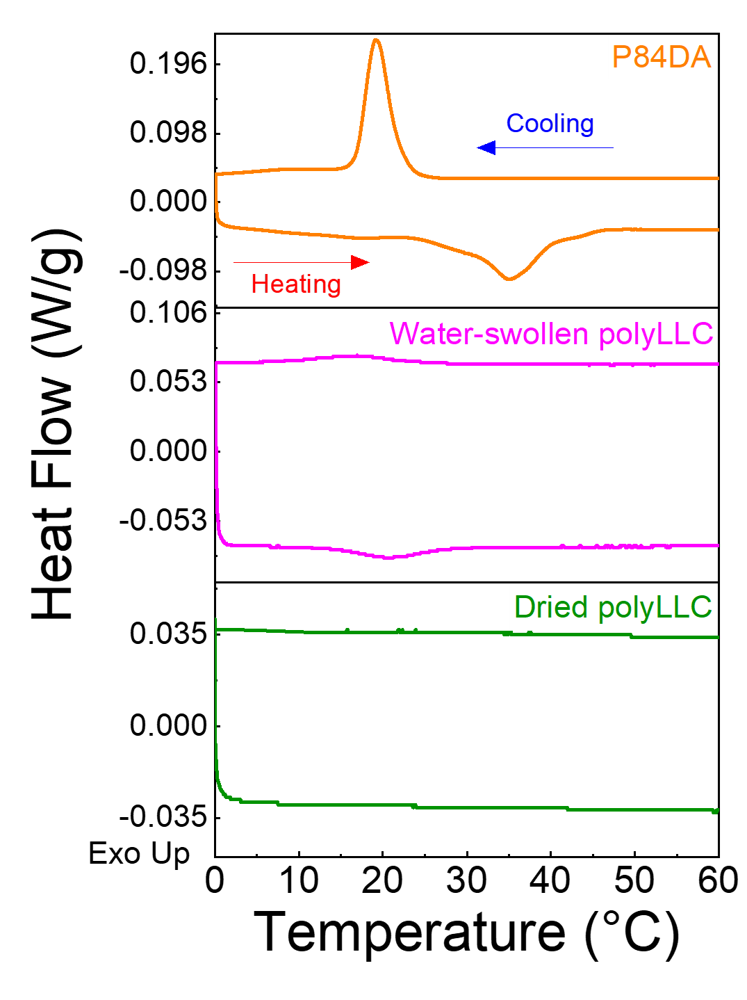 Heat Flow (W/g)
0.196
0.098
0.000
-0.098
P84DA
Cooling
Heating
0.106
0.053
0.000
-0.053
Water-swollen polyLLC
0.035
0.000
-0.035
Dried polyLLC
Exo Up
0 10 20 30 40 50 60
Temperature (°C)